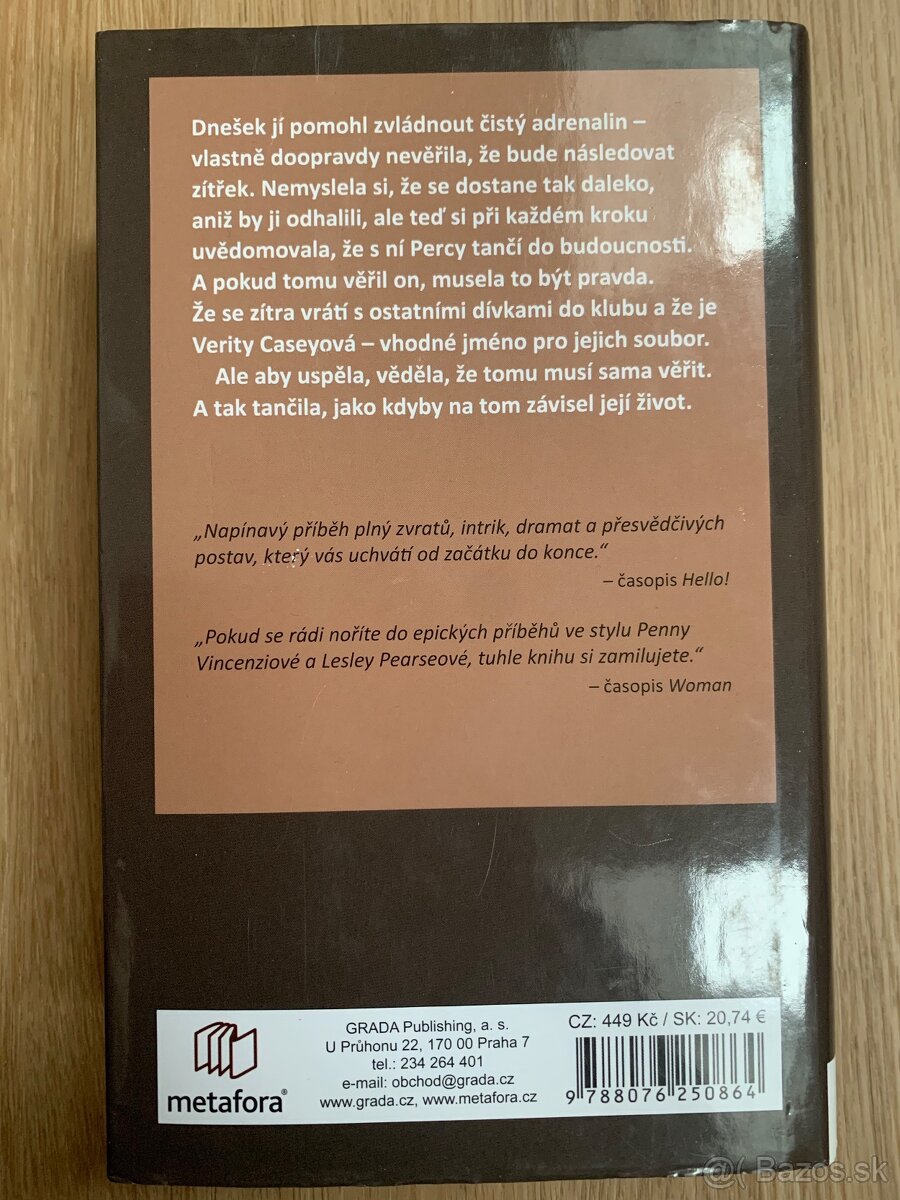 Dnešek jí pomohl zvládnout čistý adrenalin –
vlastně doopravdy nevěřila, že bude následovat
zítřek. Nemyslela si, že se dostane tak daleko,
aniž by ji odhalili, ale teď si při každém kroku
uvědomovala, že s ní Percy tančí do budoucnosti.
A pokud tomu věřil on, musela to být pravda.
Že se zítra vrátí s ostatními dívkami do klubu a že je
Verity Caseyová – vhodné jméno pro jejich soubor.
Ale aby uspěla, věděla, že tomu musí sama věřit.
A tak tančila, jako kdyby na tom závisel její život.
„Napínavý příběh plný zvratů, intrik, dramat a přesvědčivých
postav, který vás uchvátí od začátku do konce.“
– časopis Hello!
„Pokud se rádi noříte do epických příběhů ve stylu Penny
Vincenziové a Lesley Pearseové, tuhle knihu si zamilujete.“
– časopis Woman
metafora®
GRADA Publishing, a. s.
U Průhonu 22, 170 00 Praha 7
tel.: 234 264 401
e-mail: obchod@grada.cz
www.grada.cz, www.metafora.cz
CZ: 449 Kč / SK: 20,74 €
9 788076 250864
@( Bazos.sk